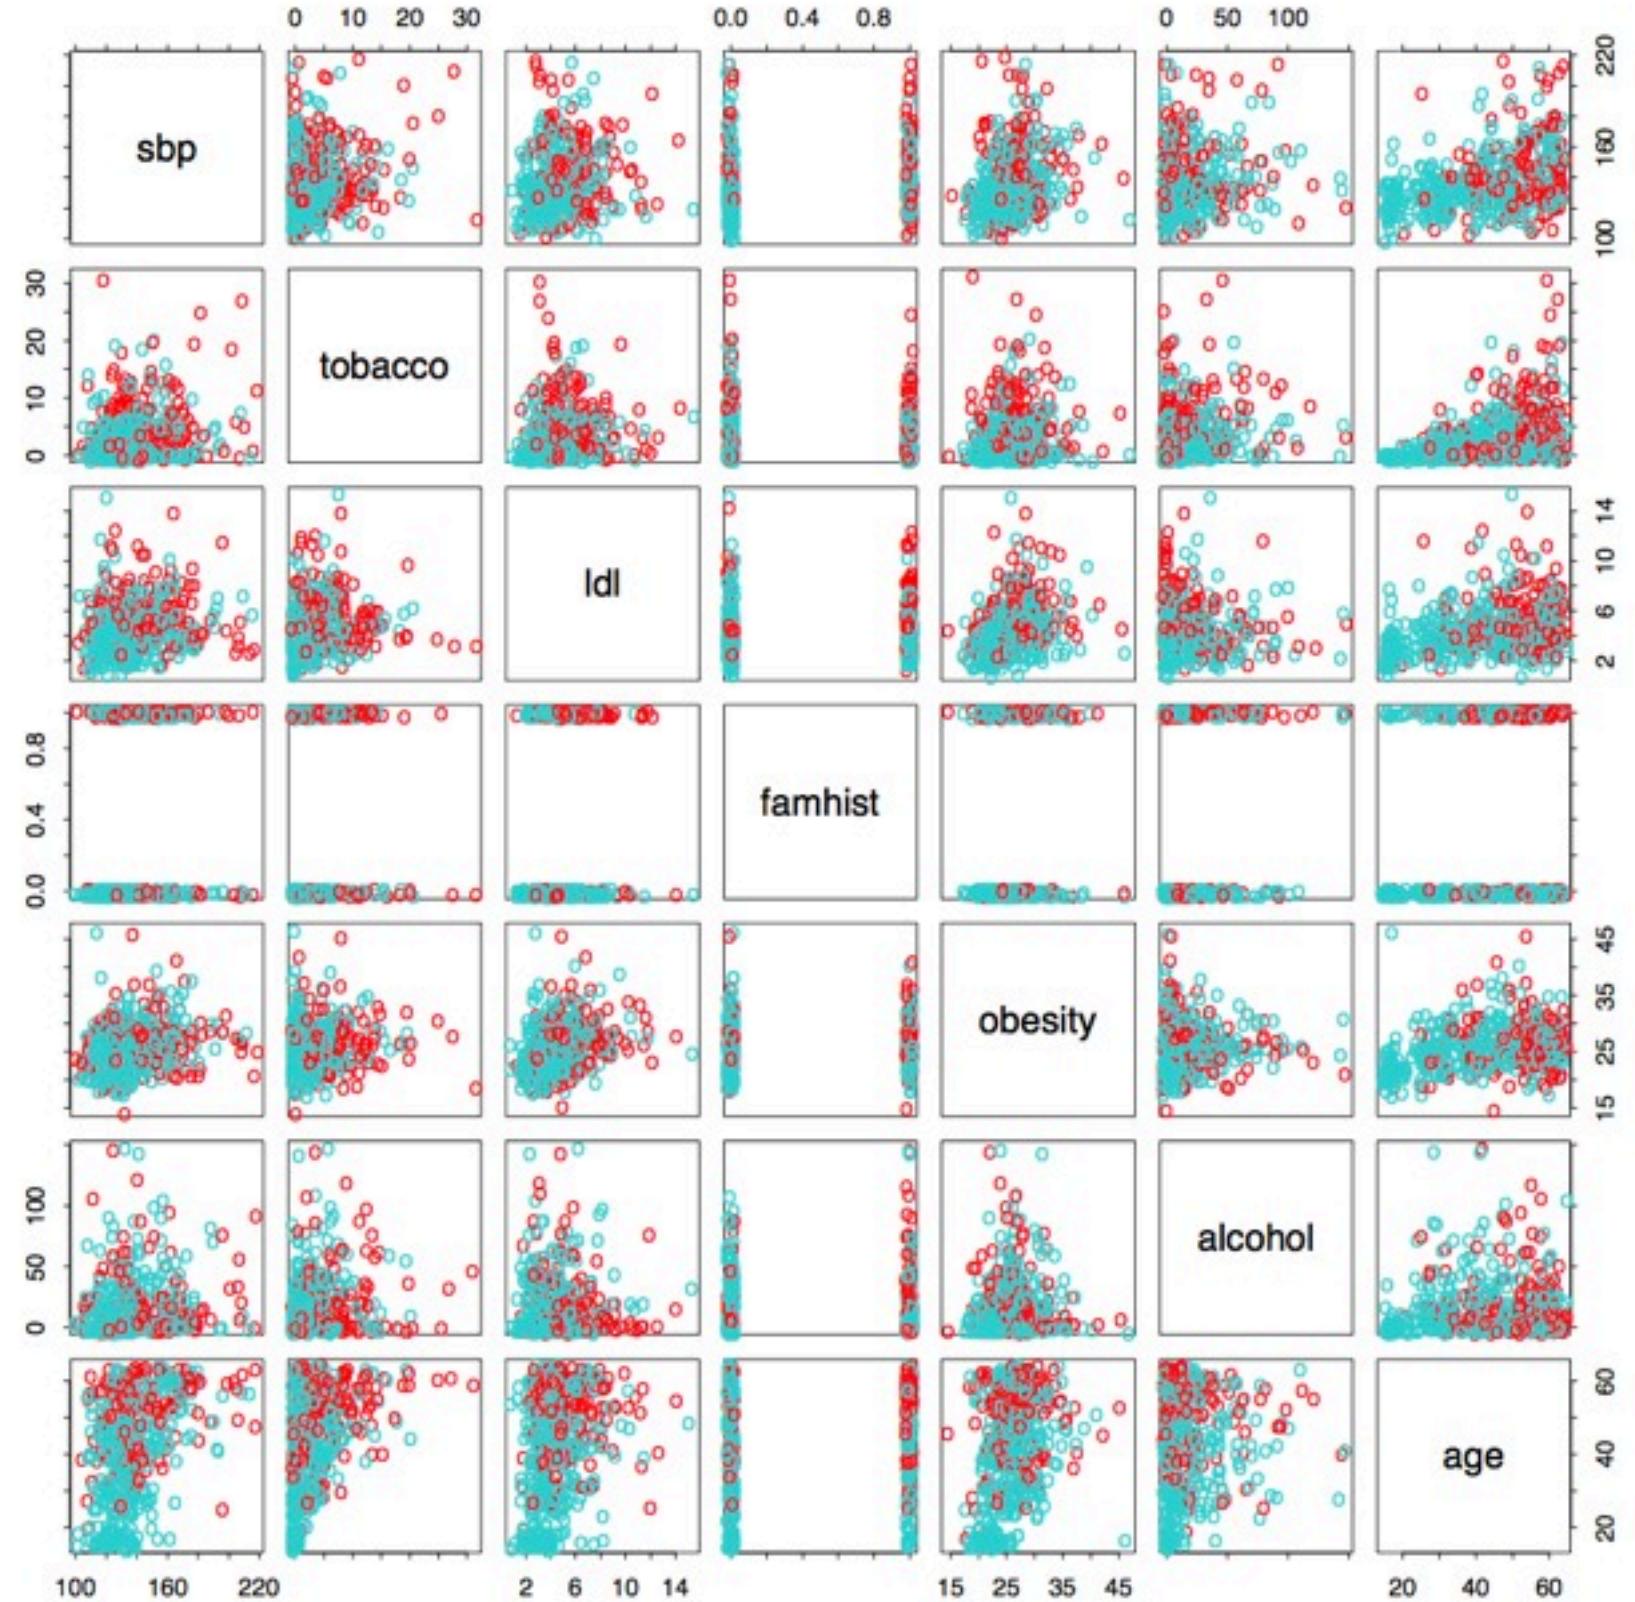 0 10 20 30 0.0 0.4 0.8 0 50 100
sbp 100 160 220
0 10 20 30 tobacco
ldl 2 6 10 14
0.0 0.4 0.8 famhist
obesity 15 25 35 45
0 50 100 alcohol
age 20 40 60
100 160 220 2 6 10 14 15 25 35 45 20 40 60